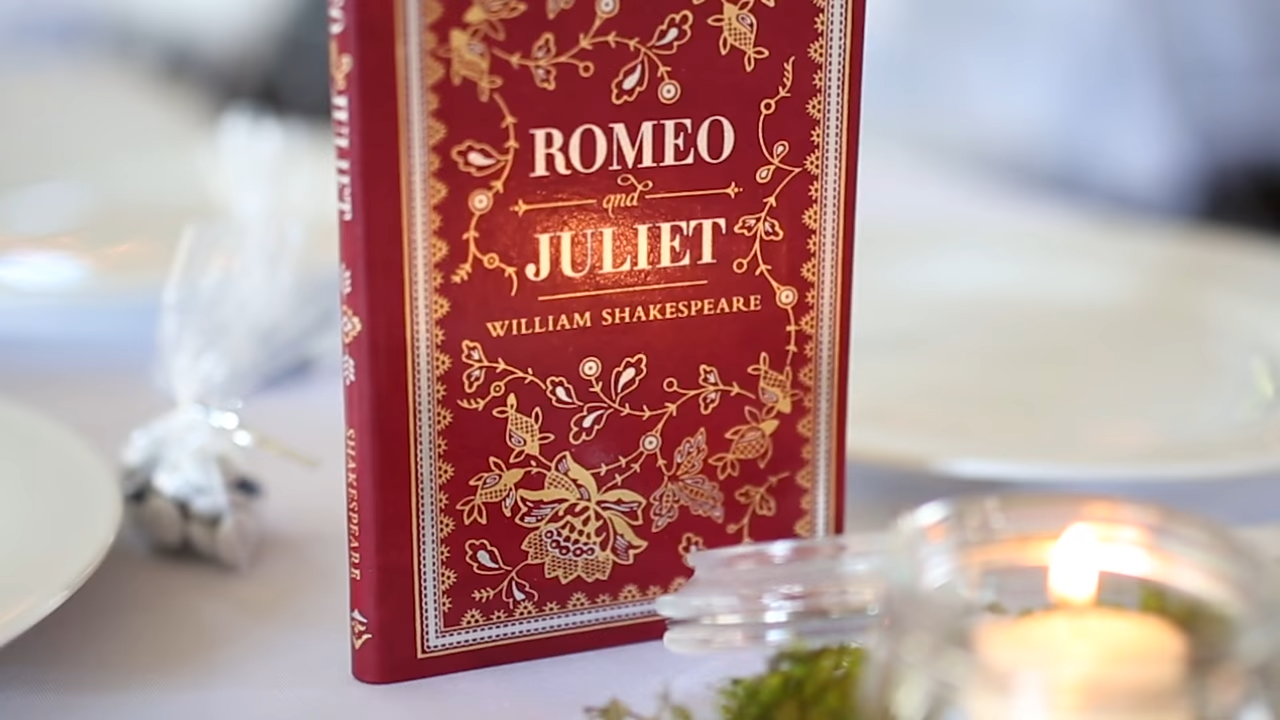 ROMEO
and
JULIET
WILLIAM SHAKESPEARE
JULIET
SHAKESPEARE